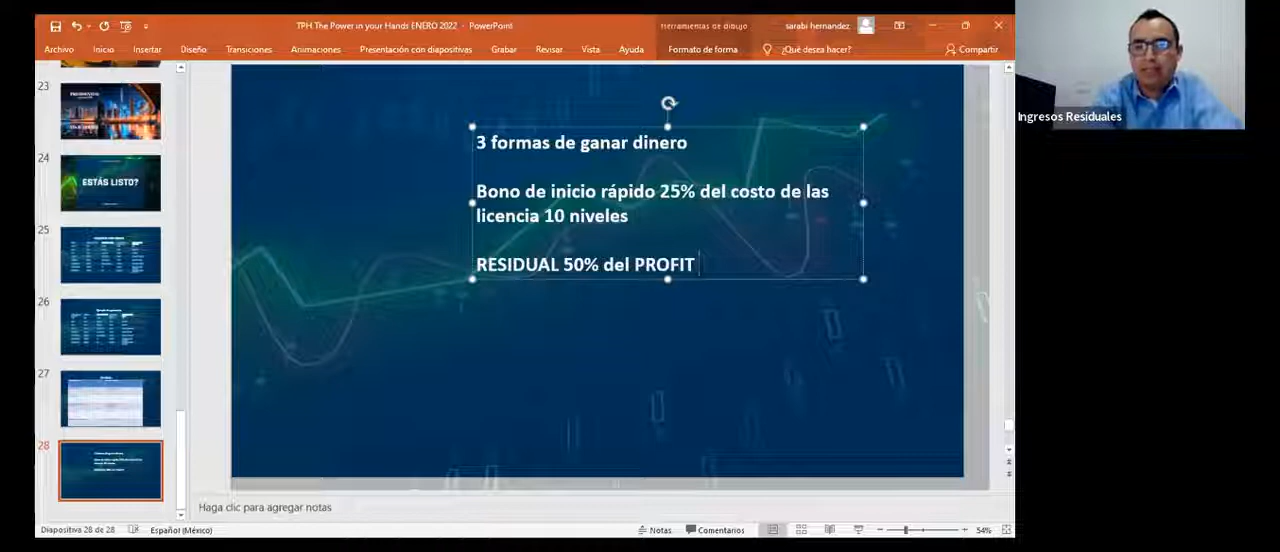 TPH The Power in your Hands ENERO 2022 - PowerPoint
Herramientas de dibujo
sarabi hernandez
Archivo Inicio Insertar Diseño Transiciones Animaciones Presentación con diapositivas Grabar Revisar Vista Ayuda Formato de forma ¿Qué desea hacer? Compartir
Ingresos Residuales
23
24
ESTÁS LISTO?
25
26
27
28
3 formas de ganar dinero
Bono de inicio rápido 25% del costo de las
licencia 10 niveles
RESIDUAL 50% del PROFIT
Haga clic para agregar notas
Diapositiva 28 de 28 Español (México) Notas Comentarios 54%